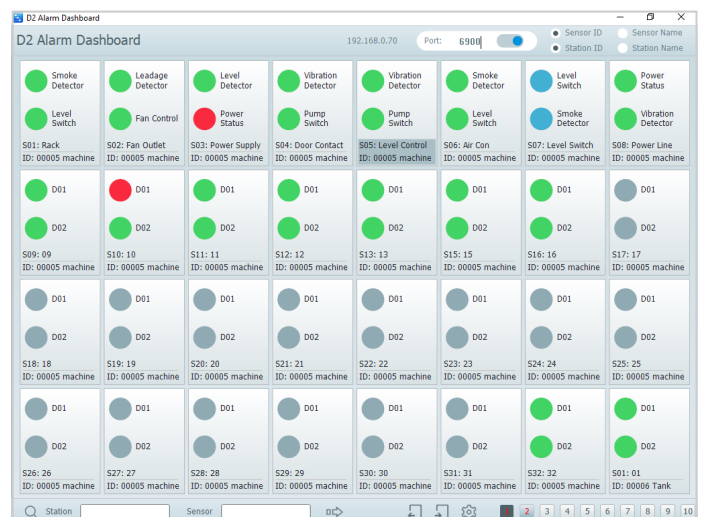 D2 Alarm Dashboard
D2 Alarm Dashboard
192.168.0.70
Port: 6900
Sensor ID
Sensor Name
Station ID
Station Name
Smoke Detector
Level Switch
S01: Rack
ID: 00005 machine
Leadage Detector
Fan Control
S02: Fan Outlet
ID: 00005 machine
Level Detector
Power Status
S03: Power Supply
ID: 00005 machine
Vibration Detector
Pump Switch
S04: Door Contact
ID: 00005 machine
Vibration Detector
Pump Switch
S05: Level Control
ID: 00005 machine
Smoke Detector
Level Switch
S06: Air Con
ID: 00005 machine
Level Switch
Smoke Detector
S07: Level Switch
ID: 00005 machine
Power Status
Vibration Detector
S08: Power Line
ID: 00005 machine
D01
D02
S09: 09
ID: 00005 machine
D01
D02
S10: 10
ID: 00005 machine
D01
D02
S11: 11
ID: 00005 machine
D01
D02
S12: 12
ID: 00005 machine
D01
D02
S13: 13
ID: 00005 machine
D01
D02
S15: 15
ID: 00005 machine
D01
D02
S16: 16
ID: 00005 machine
D01
D02
S17: 17
ID: 00005 machine
D01
D02
S18: 18
ID: 00005 machine
D01
D02
S19: 19
ID: 00005 machine
D01
D02
S20: 20
ID: 00005 machine
D01
D02
S21: 21
ID: 00005 machine
D01
D02
S22: 22
ID: 00005 machine
D01
D02
S23: 23
ID: 00005 machine
D01
D02
S24: 24
ID: 00005 machine
D01
D02
S25: 25
ID: 00005 machine
D01
D02
S26: 26
ID: 00005 machine
D01
D02
S27: 27
ID: 00005 machine
D01
D02
S28: 28
ID: 00005 machine
D01
D02
S29: 29
ID: 00005 machine
D01
D02
S30: 30
ID: 00005 machine
D01
D02
S31: 31
ID: 00005 machine
D01
D02
S32: 32
ID: 00005 machine
D01
D02
S01: 01
ID: 00006 Tank
Station
Sensor
1 2 3 4 5 6 7 8 9 10